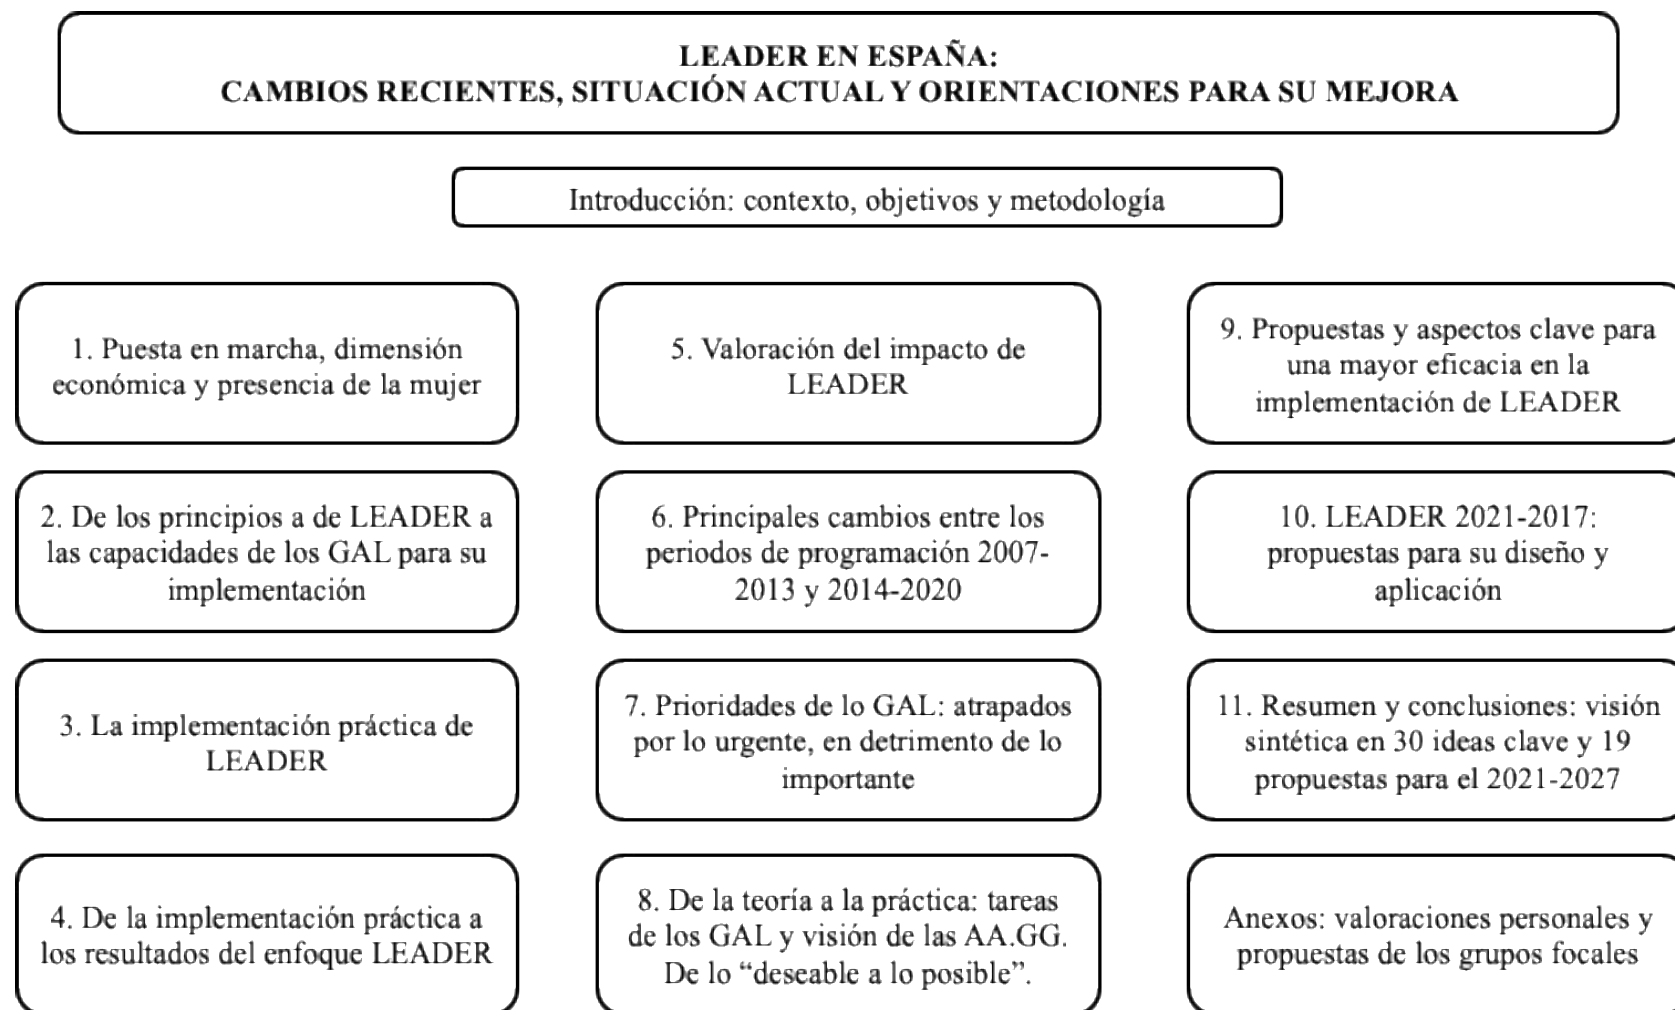 LEADER EN ESPAÑA:
CAMBIOS RECIENTES, SITUACIÓN ACTUAL Y ORIENTACIONES PARA SU MEJORA
Introducción: contexto, objetivos y metodología
1. Puesta en marcha, dimensión
económica y presencia de la mujer
2. De los principios a de LEADER a
las capacidades de los GAL para su
implementación
3. La implementación práctica de
LEADER
4. De la implementación práctica a
los resultados del enfoque LEADER
5. Valoración del impacto de
LEADER
6. Principales cambios entre los
periodos de programación 2007-
2013 y 2014-2020
7. Prioridades de lo GAL: atrapados
por lo urgente, en detrimento de lo
importante
8. De la teoría a la práctica: tareas
de los GAL y visión de las AA.GG.
De lo “deseable a lo posible”.
9. Propuestas y aspectos clave para
una mayor eficacia en la
implementación de LEADER
10. LEADER 2021-2017:
propuestas para su diseño y
aplicación
11. Resumen y conclusiones: visión
sintética en 30 ideas clave y 19
propuestas para el 2021-2027
Anexos: valoraciones personales y
propuestas de los grupos focales